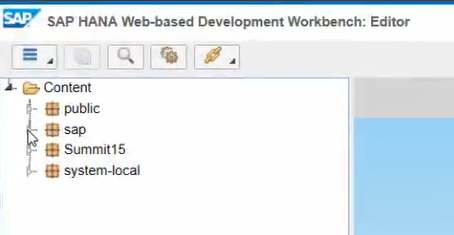 SAP SAP HANA Web-based Development Workbench: Editor
Content
public
sap
Summit15
system-local